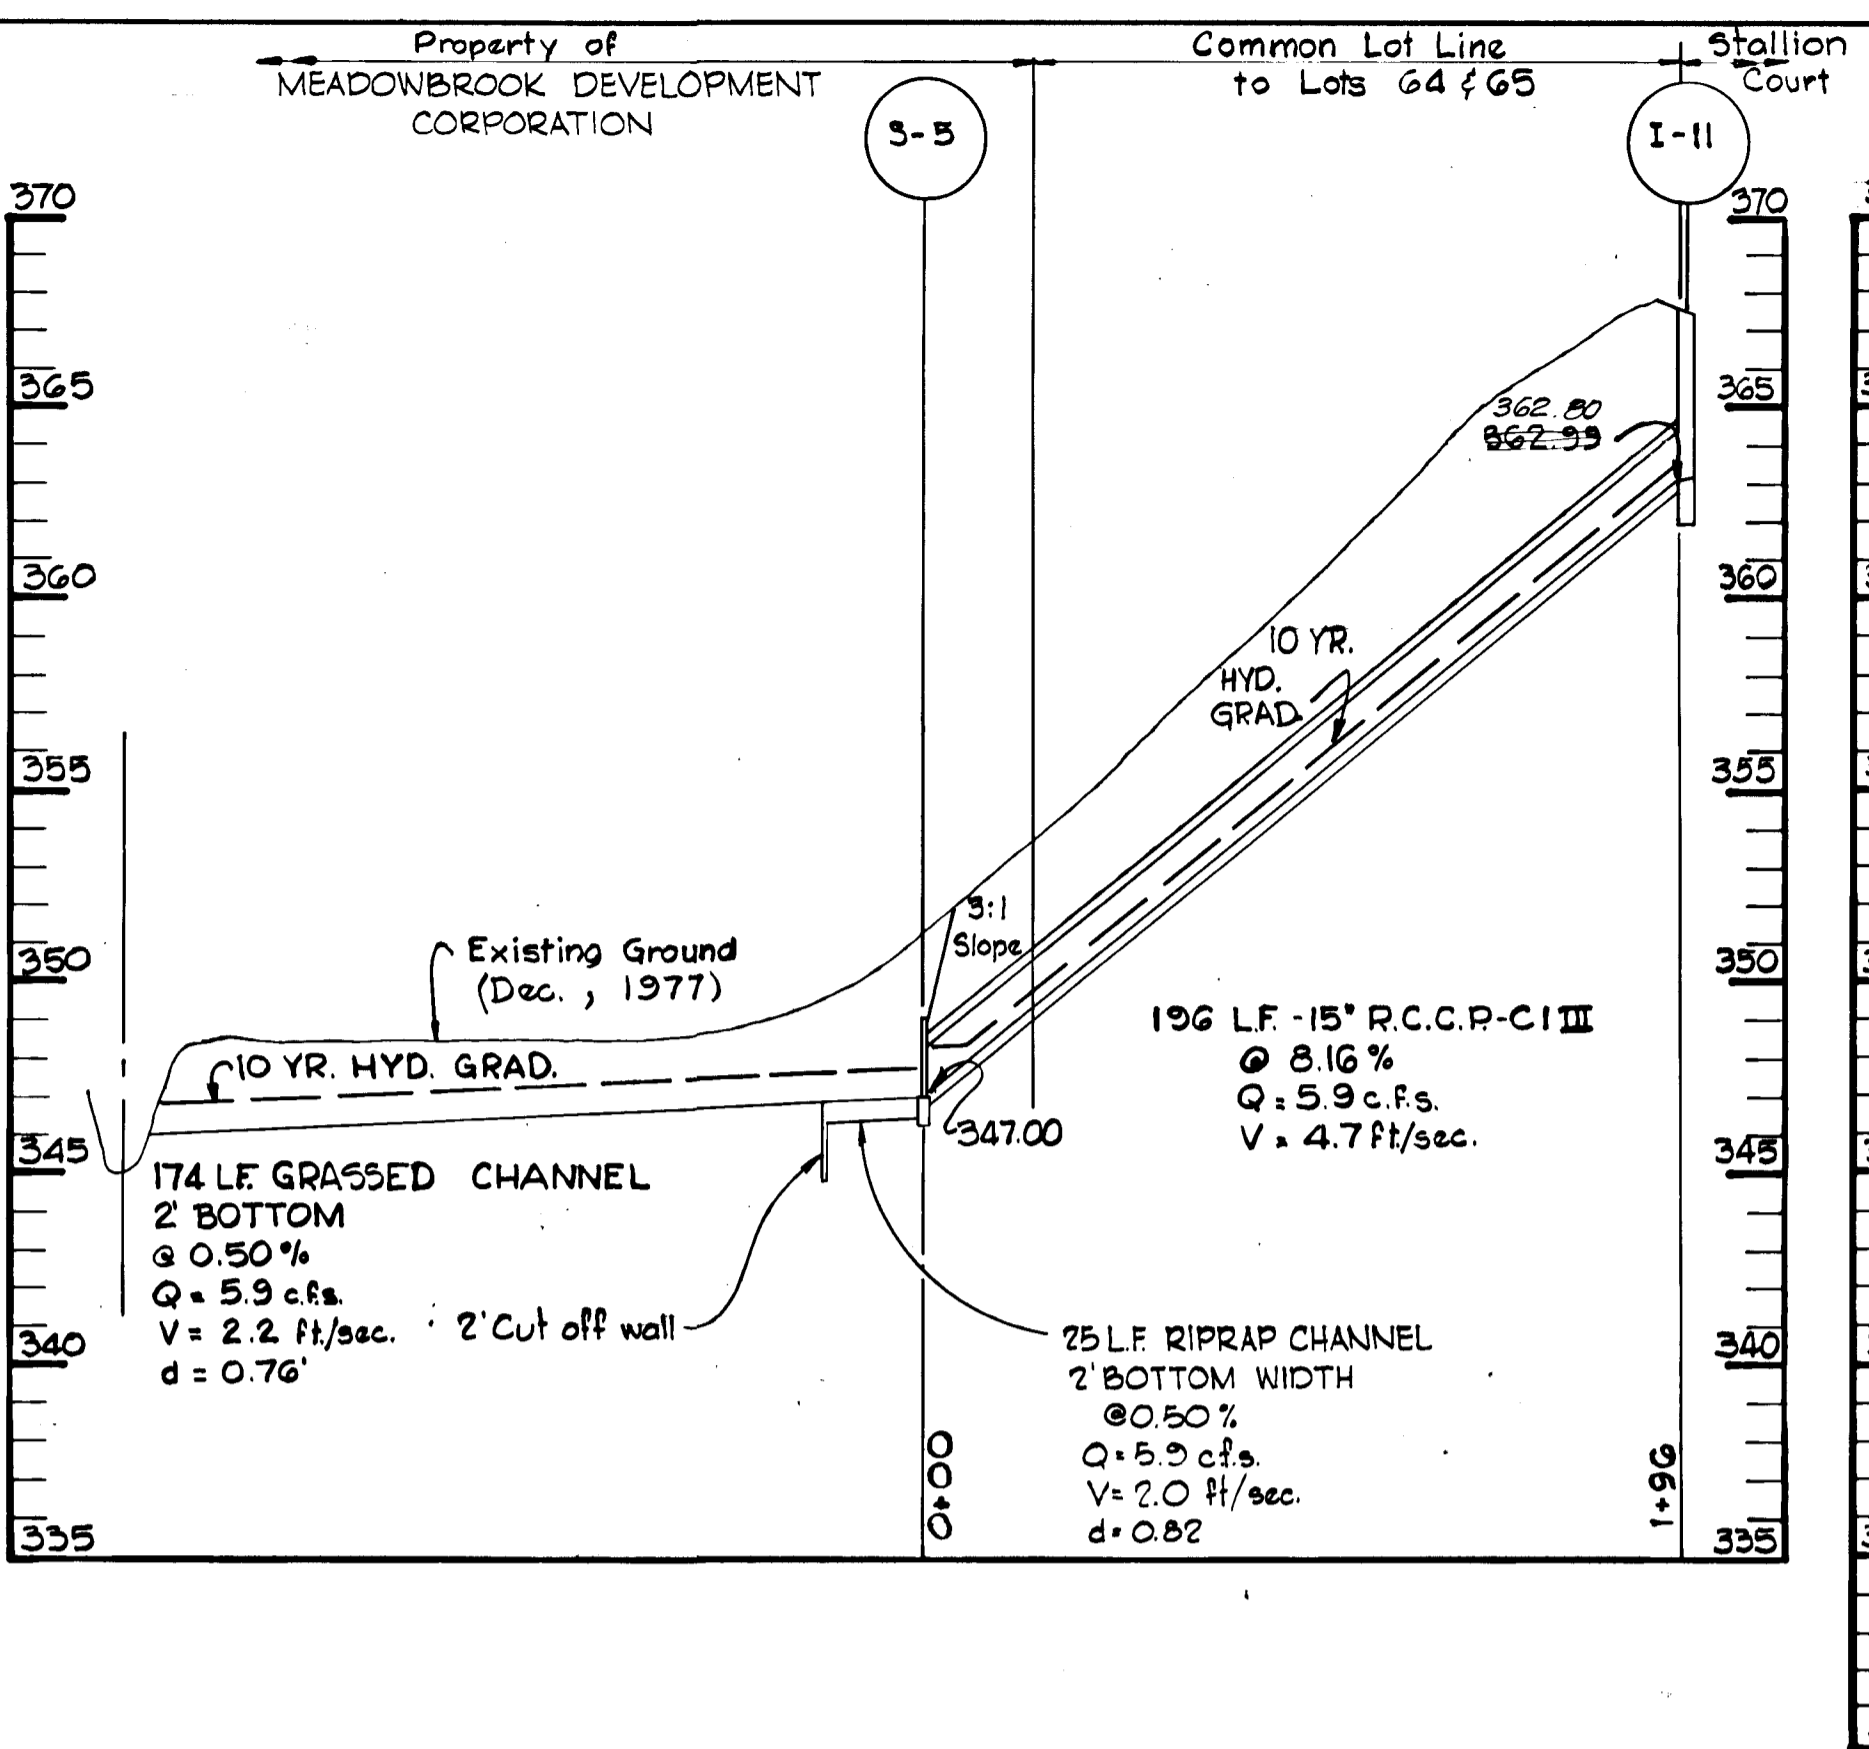 Property of
MEADOWBROOK DEVELOPMENT
CORPORATION
Common Lot Line
to Lots 64 & 65
Stallion
Court
S-5
I-11
370
365
360
355
350
345
340
335
370
365
360
355
350
345
340
335
362.80
362.99
10 YR.
HYD.
GRAD.
3:1
Slope
Existing Ground
(Dec., 1977)
10 YR. HYD. GRAD.
347.00
196 L.F. -15" R.C.C.P.-Cl III
@ 8.16 %
Q = 5.9 c.f.s.
V = 4.7 ft/sec.
174 L.F. GRASSED CHANNEL
2' BOTTOM
@ 0.50 %
Q = 5.9 c.f.s.
V = 2.2 ft./sec.
d = 0.76'
2' Cut off wall
25 L.F. RIPRAP CHANNEL
2' BOTTOM WIDTH
@ 0.50 %
Q = 5.9 c.f.s.
V = 2.0 ft/sec.
d = 0.82
0+00
1+96